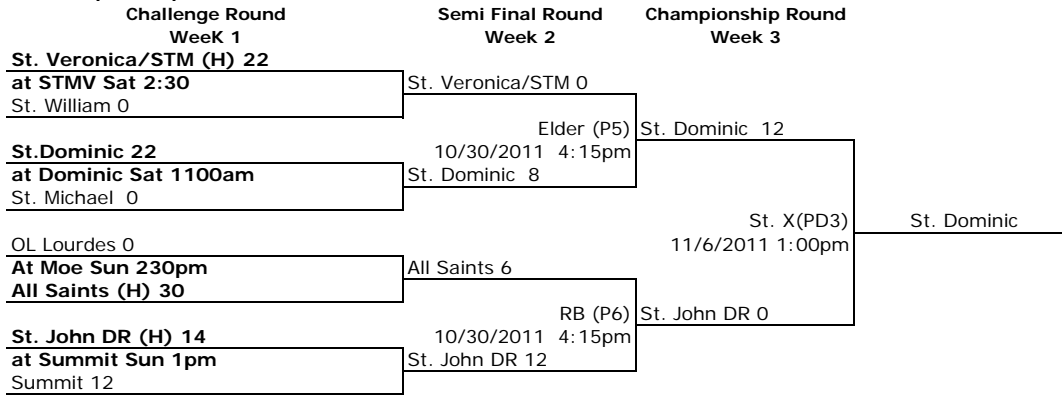 Challenge Round Semi Final Round Championship Round
WeeK 1 Week 2 Week 3
St. Veronica/STM (H) 22
at STMV Sat 2:30 St. Veronica/STM 0
St. William 0
Elder (P5) St. Dominic 12
St.Dominic 22 10/30/2011 4:15pm
at Dominic Sat 1100am St. Dominic 8
St. Michael 0
St. X(PD3) St. Dominic
OL Lourdes 0 11/6/2011 1:00pm
At Moe Sun 230pm All Saints 6
All Saints (H) 30
RB (P6) St. John DR 0
St. John DR (H) 14 10/30/2011 4:15pm
at Summit Sun 1pm St. John DR 12
Summit 12